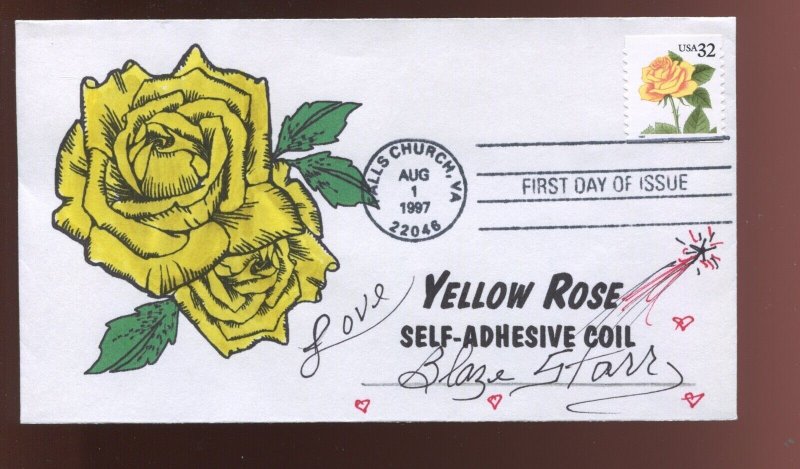 USA 32
FALLS CHURCH, VA
AUG
1
1997
22046
FIRST DAY OF ISSUE
YELLOW ROSE
SELF-ADHESIVE COIL
Love
Blaze Starr